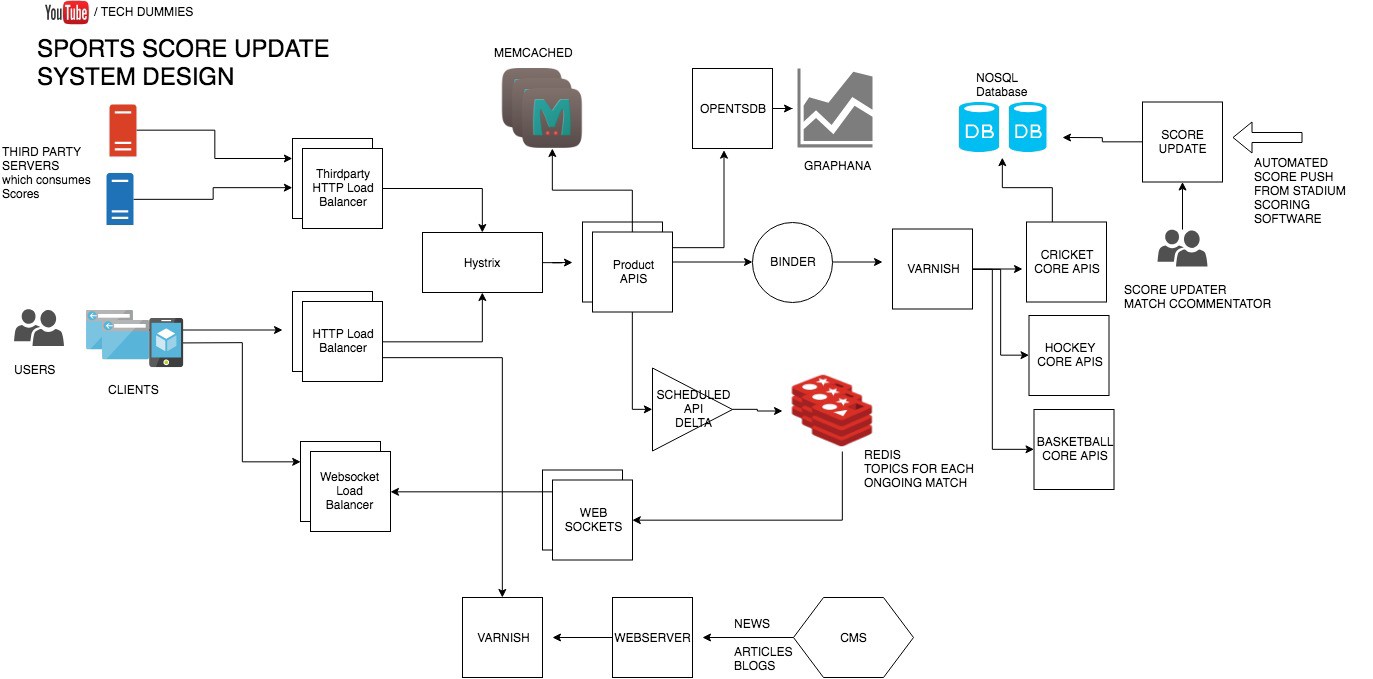 YouTube / TECH DUMMIES
SPORTS SCORE UPDATE
SYSTEM DESIGN
MEMCACHED
M
OPENTSDB
GRAPHANA
NOSQL
Database
DB
DB
SCORE
UPDATE
AUTOMATED
SCORE PUSH
FROM STADIUM
SCORING
SOFTWARE
THIRD PARTY
SERVERS
which consumes
Scores
Thirdparty
HTTP Load
Balancer
Hystrix
Product
APIS
BINDER
VARNISH
CRICKET
CORE APIS
SCORE UPDATER
MATCH CCOMMENTATOR
USERS
CLIENTS
HTTP Load
Balancer
HOCKEY
CORE APIS
SCHEDULED
API
DELTA
REDIS
TOPICS FOR EACH
ONGOING MATCH
BASKETBALL
CORE APIS
Websocket
Load
Balancer
WEB
SOCKETS
VARNISH
WEBSERVER
NEWS
ARTICLES
BLOGS
CMS